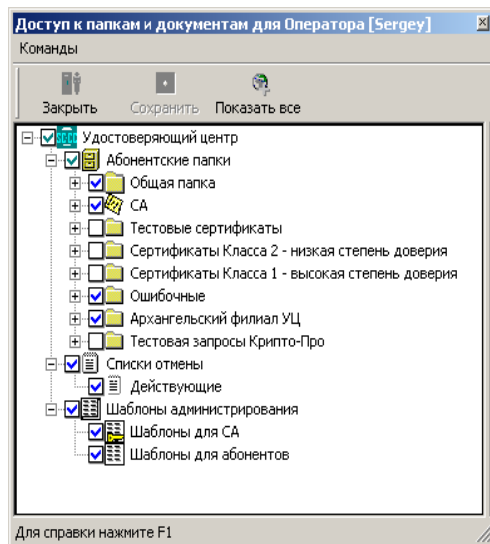 Доступ к папкам и документам для Оператора [Sergey]
Команды
Закрыть Сохранить Показать все
Удостоверяющий центр
Абонентские папки
Общая папка
CA
Тестовые сертификаты
Сертификаты Класса 2 - низкая степень доверия
Сертификаты Класса 1 - высокая степень доверия
Ошибочные
Архангельский филиал УЦ
Тестовая запросы Крипто-Про
Списки отмены
Действующие
Шаблоны администрирования
Шаблоны для СА
Шаблоны для абонентов
Для справки нажмите F1